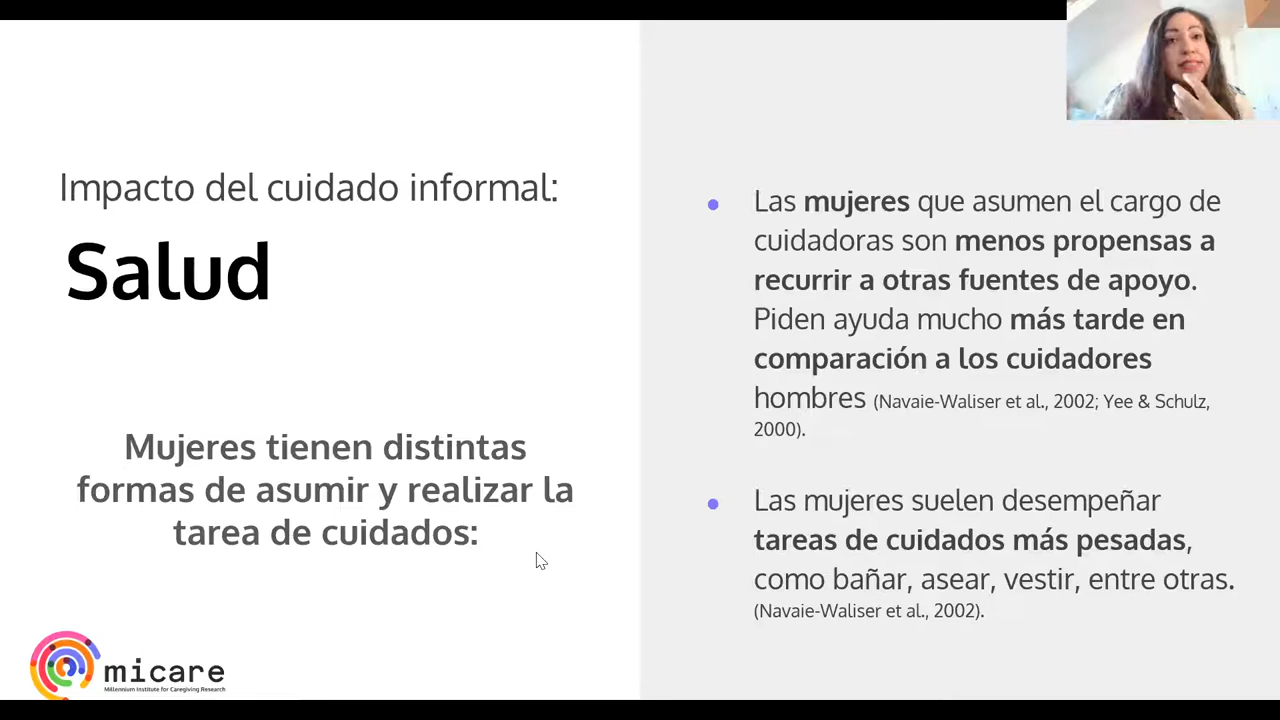 Impacto del cuidado informal:
Salud
Mujeres tienen distintas
formas de asumir y realizar la
tarea de cuidados:
micare
Millennium Institute for Caregiving Research
• Las mujeres que asumen el cargo de
cuidadoras son menos propensas a
recurrir a otras fuentes de apoyo.
Piden ayuda mucho más tarde en
comparación a los cuidadores
hombres (Navaie-Waliser et al., 2002; Yee & Schulz,
2000).
• Las mujeres suelen desempeñar
tareas de cuidados más pesadas,
como bañar, asear, vestir, entre otras.
(Navaie-Waliser et al., 2002).